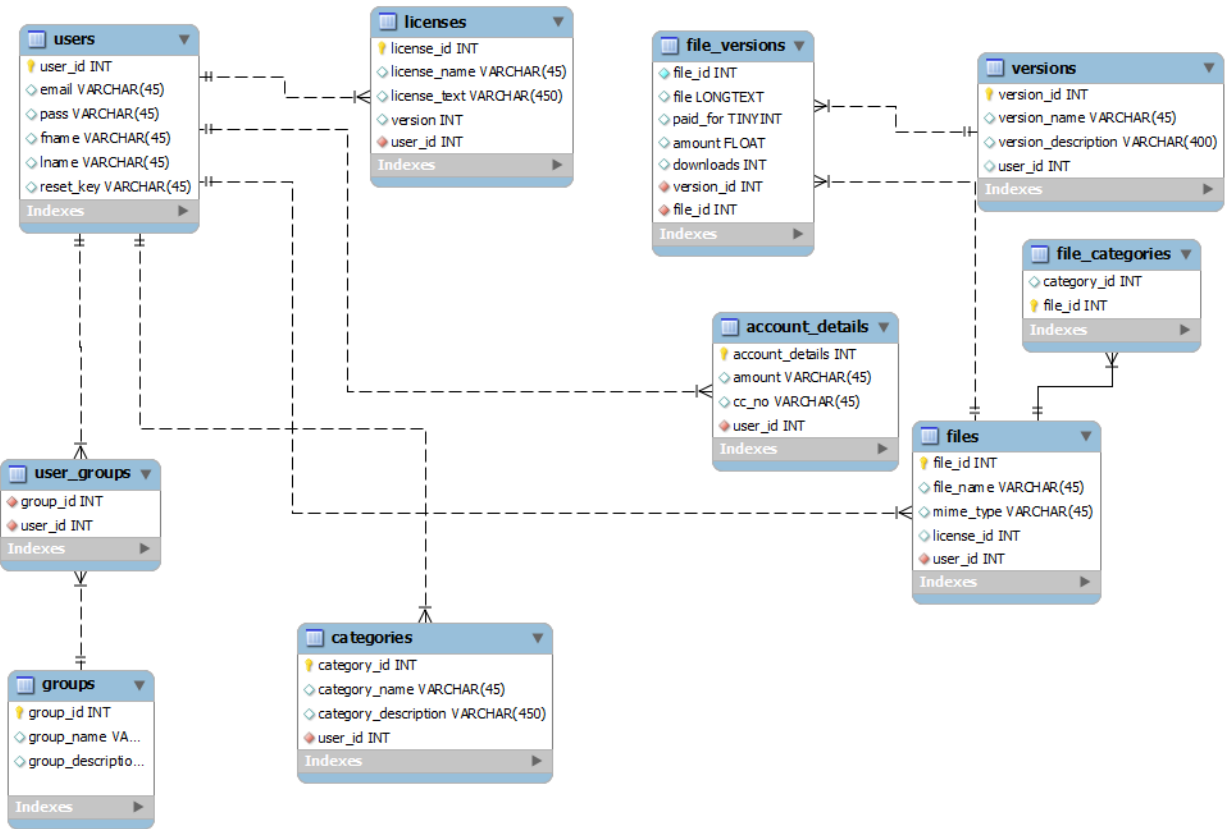 users
user_id INT
email VARCHAR(45)
pass VARCHAR(45)
fname VARCHAR(45)
lname VARCHAR(45)
reset_key VARCHAR(45)
Indexes
licenses
license_id INT
license_name VARCHAR(45)
license_text VARCHAR(450)
version INT
user_id INT
Indexes
file_versions
file_id INT
file LONGTEXT
paid_for TINYINT
amount FLOAT
downloads INT
version_id INT
file_id INT
Indexes
versions
version_id INT
version_name VARCHAR(45)
version_description VARCHAR(400)
user_id INT
Indexes
file_categories
category_id INT
file_id INT
Indexes
account_details
account_details INT
amount VARCHAR(45)
cc_no VARCHAR(45)
user_id INT
Indexes
files
file_id INT
file_name VARCHAR(45)
mime_type VARCHAR(45)
license_id INT
user_id INT
Indexes
user_groups
group_id INT
user_id INT
Indexes
categories
category_id INT
category_name VARCHAR(45)
category_description VARCHAR(450)
user_id INT
Indexes
groups
group_id INT
group_name VA...
group_descriptio...
Indexes